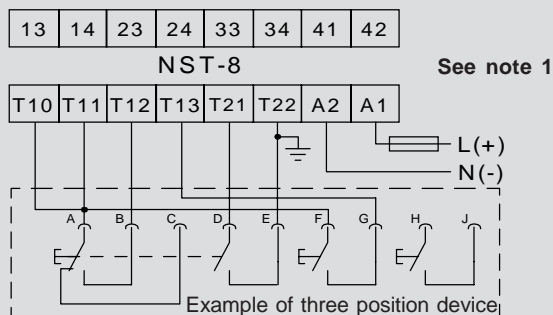 13 14 23 24 33 34 41 42
NST-8
See note 1
T10 T11 T12 T13 T21 T22 A2 A1
L(+)
N(-)
A B C D E F G H J
Example of three position device